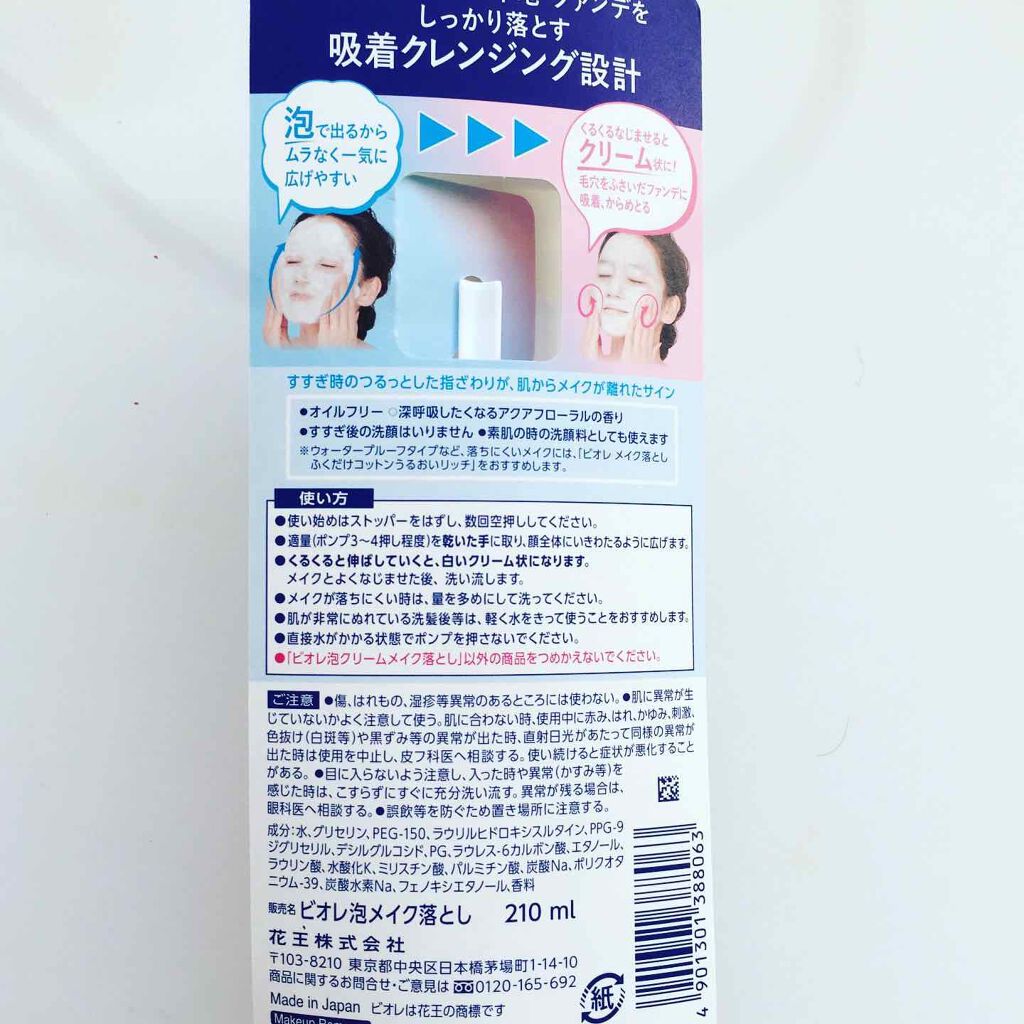 ファンデを
しっかり落とす
吸着クレンジング設計
泡で出るから
ムラなく一気に
広げやすい
くるくるなじませると
クリーム状に!
毛穴をふさいだファンデに
吸着、からめとる
すすぎ時のつるっとした指ざわりが、肌からメイクが離れたサイン
●オイルフリー ○深呼吸したくなるアクアフローラルの香り
●すすぎ後の洗顔はいりません ●素肌の時の洗顔料としても使えます
※ウォータープルーフタイプなど、落ちにくいメイクには、「ビオレ メイク落とし
ふくだけコットンうるおいリッチ」をおすすめします。
使い方
●使い始めはストッパーをはずし、数回空押ししてください。
●適量(ポンプ3〜4押し程度)を乾いた手に取り、顔全体にいきわたるように広げます。
●くるくると伸ばしていくと、白いクリーム状になります。
メイクとよくなじませた後、洗い流します。
●メイクが落ちにくい時は、量を多めにして洗ってください。
●肌が非常にぬれている洗髪後等は、軽く水をきって使うことをおすすめします。
●直接水がかかる状態でポンプを押さないでください。
●「ビオレ泡クリームメイク落とし」以外の商品をつめかえないでください。
ご注意 ●傷、はれもの、湿疹等異常のあるところには使わない。●肌に異常が生
じていないかよく注意して使う。肌に合わない時、使用中に赤み、はれ、かゆみ、刺激、
色抜け(白斑等)や黒ずみ等の異常が出た時、直射日光があたって同様の異常が
出た時は使用を中止し、皮フ科医へ相談する。使い続けると症状が悪化すること
がある。●目に入らないよう注意し、入った時や異常(かすみ等)を
感じた時は、こすらずにすぐに充分洗い流す。異常が残る場合は、
眼科医へ相談する。●誤飲等を防ぐため置き場所に注意する。
成分:水、グリセリン、PEG-150、ラウリルヒドロキシスルタイン、PPG-9
ジグリセリル、デシルグルコシド、PG、ラウレス-6カルボン酸、エタノール、
ラウリン酸、水酸化K、ミリスチン酸、パルミチン酸、炭酸Na、ポリクオタ
ニウム-39、炭酸水素Na、フェノキシエタノール、香料
販売名 ビオレ泡メイク落とし 210 ml
花王株式会社
〒103-8210 東京都中央区日本橋茅場町1-14-10
商品に関するお問合せ・ご意見は 0120-165-692
Made in Japan ビオレは花王の商標です
Makeup
紙
4 901301 388063